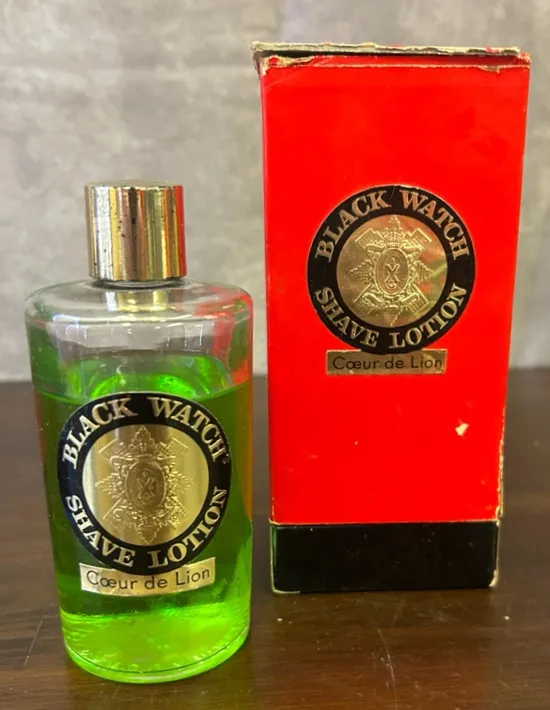 BLACK WATCH
SHAVE LOTION
Cœur de Lion
BLACK WATCH
SHAVE LOTION
Cœur de Lion